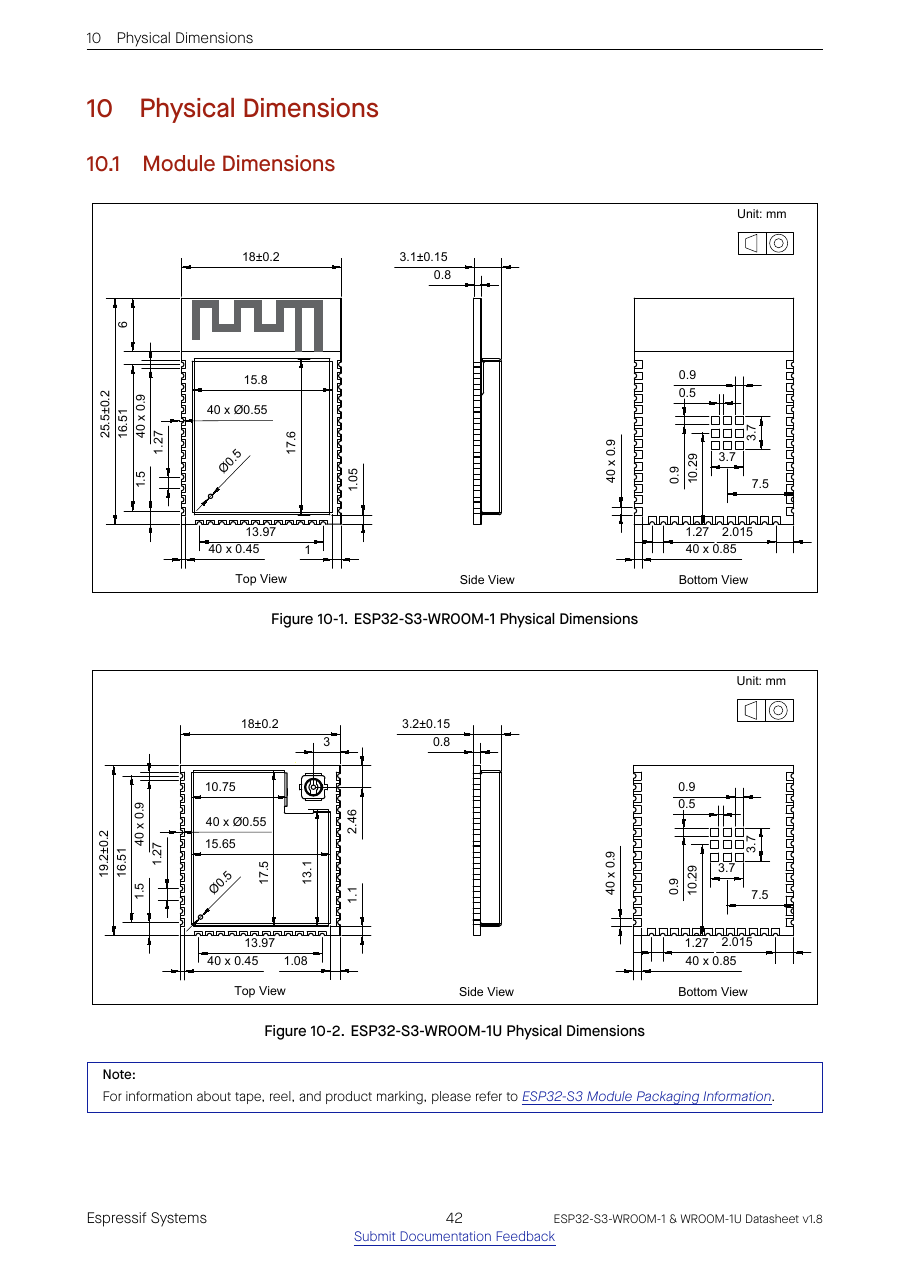 10 Physical Dimensions
10 Physical Dimensions
10.1 Module Dimensions
Unit: mm
18±0.2
3.1±0.15
0.8
6
25.5±0.2
16.51
40 x 0.9
1.27
1.5
15.8
40 x Ø0.55
17.6
Ø0.5
1.05
13.97
40 x 0.45
1
0.9
0.5
3.7
3.7
40 x 0.9
0.9
10.29
7.5
1.27
2.015
40 x 0.85
Top View
Side View
Bottom View
Figure 10-1. ESP32-S3-WROOM-1 Physical Dimensions
Unit: mm
18±0.2
3
3.2±0.15
0.8
19.2±0.2
16.51
40 x 0.9
1.27
1.5
10.75
40 x Ø0.55
15.65
Ø0.5
17.5
13.1
2.46
1.1
13.97
40 x 0.45
1.08
0.9
0.5
3.7
3.7
40 x 0.9
0.9
10.29
7.5
1.27
2.015
40 x 0.85
Top View
Side View
Bottom View
Figure 10-2. ESP32-S3-WROOM-1U Physical Dimensions
Note:
For information about tape, reel, and product marking, please refer to ESP32-S3 Module Packaging Information.
Espressif Systems
42
ESP32-S3-WROOM-1 & WROOM-1U Datasheet v1.8
Submit Documentation Feedback